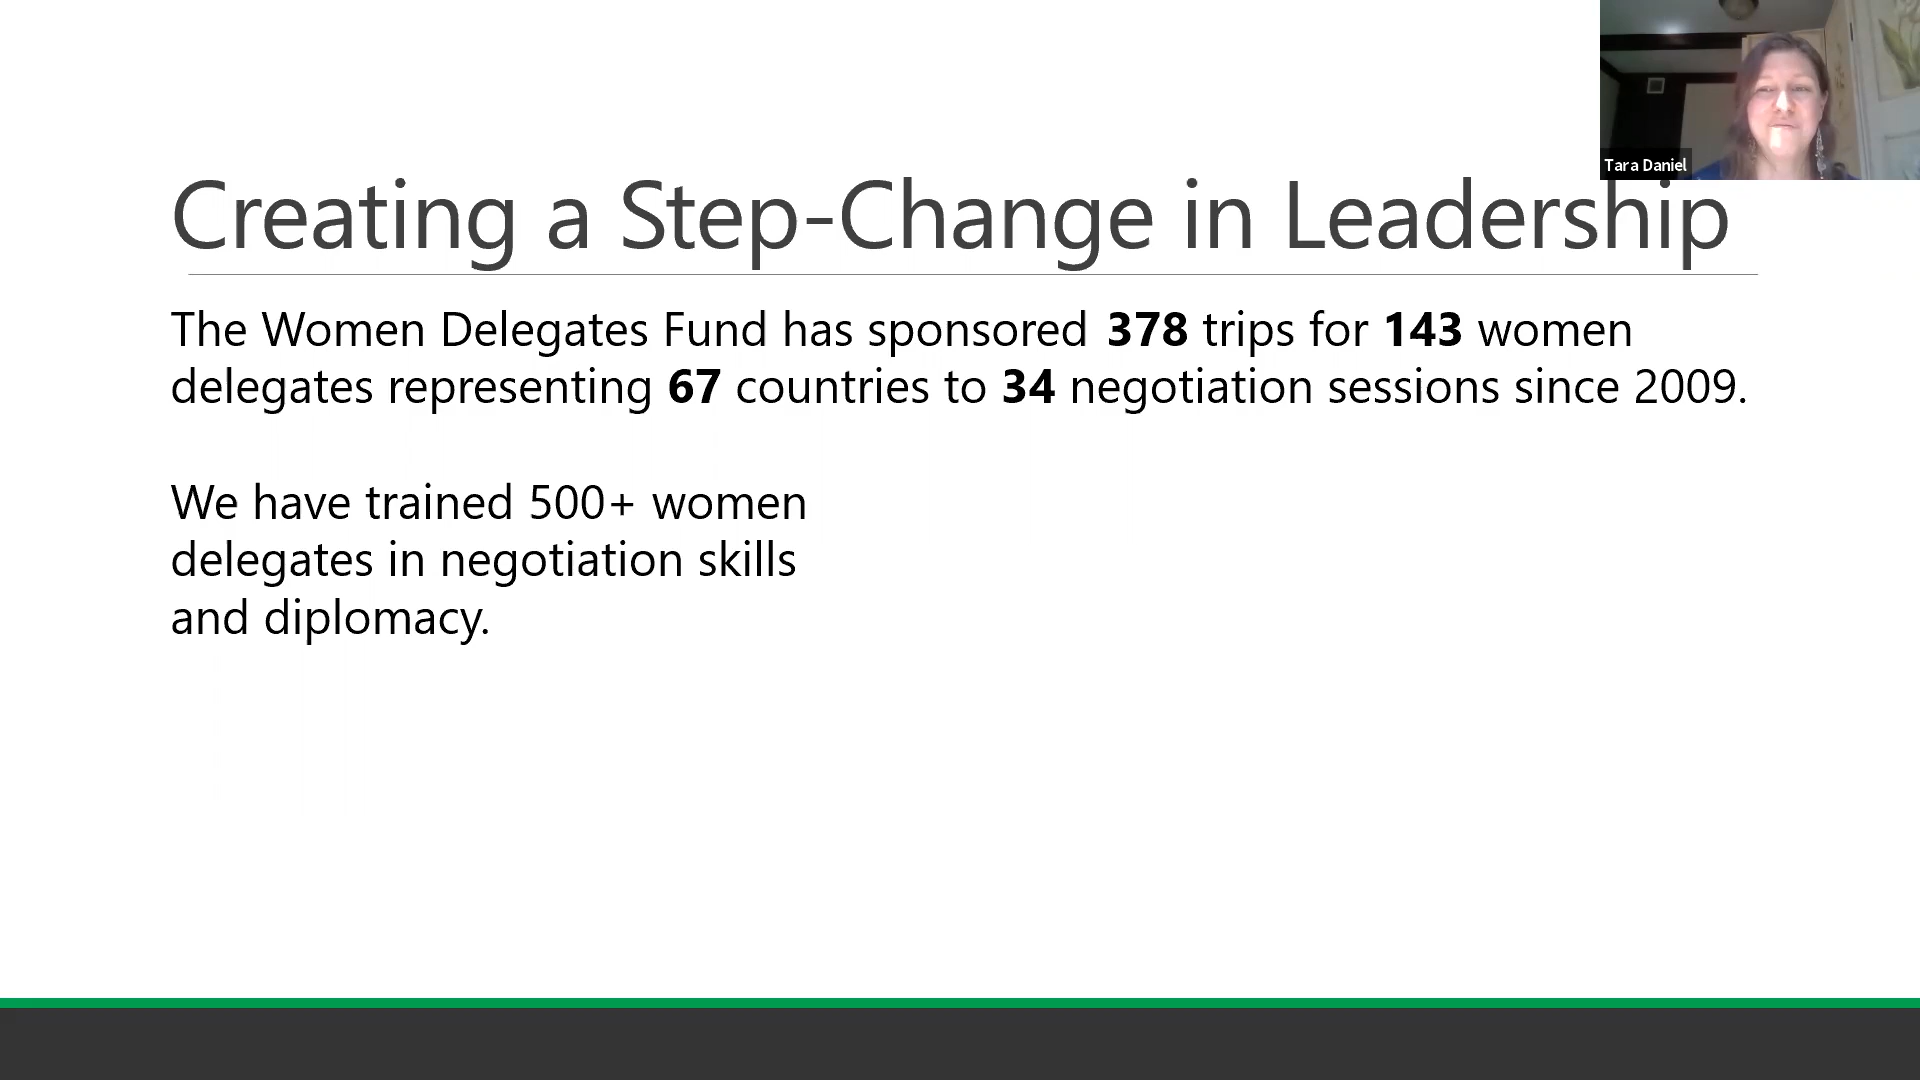 Tara Daniel
Creating a Step-Change in Leadership
The Women Delegates Fund has sponsored 378 trips for 143 women
delegates representing 67 countries to 34 negotiation sessions since 2009.
We have trained 500+ women
delegates in negotiation skills
and diplomacy.